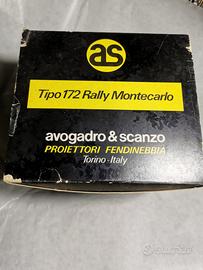 as
Tipo 172 Rally Montecarlo
avogadro & scanzo
PROIETTORI FENDINEBBIA
Torino - Italy